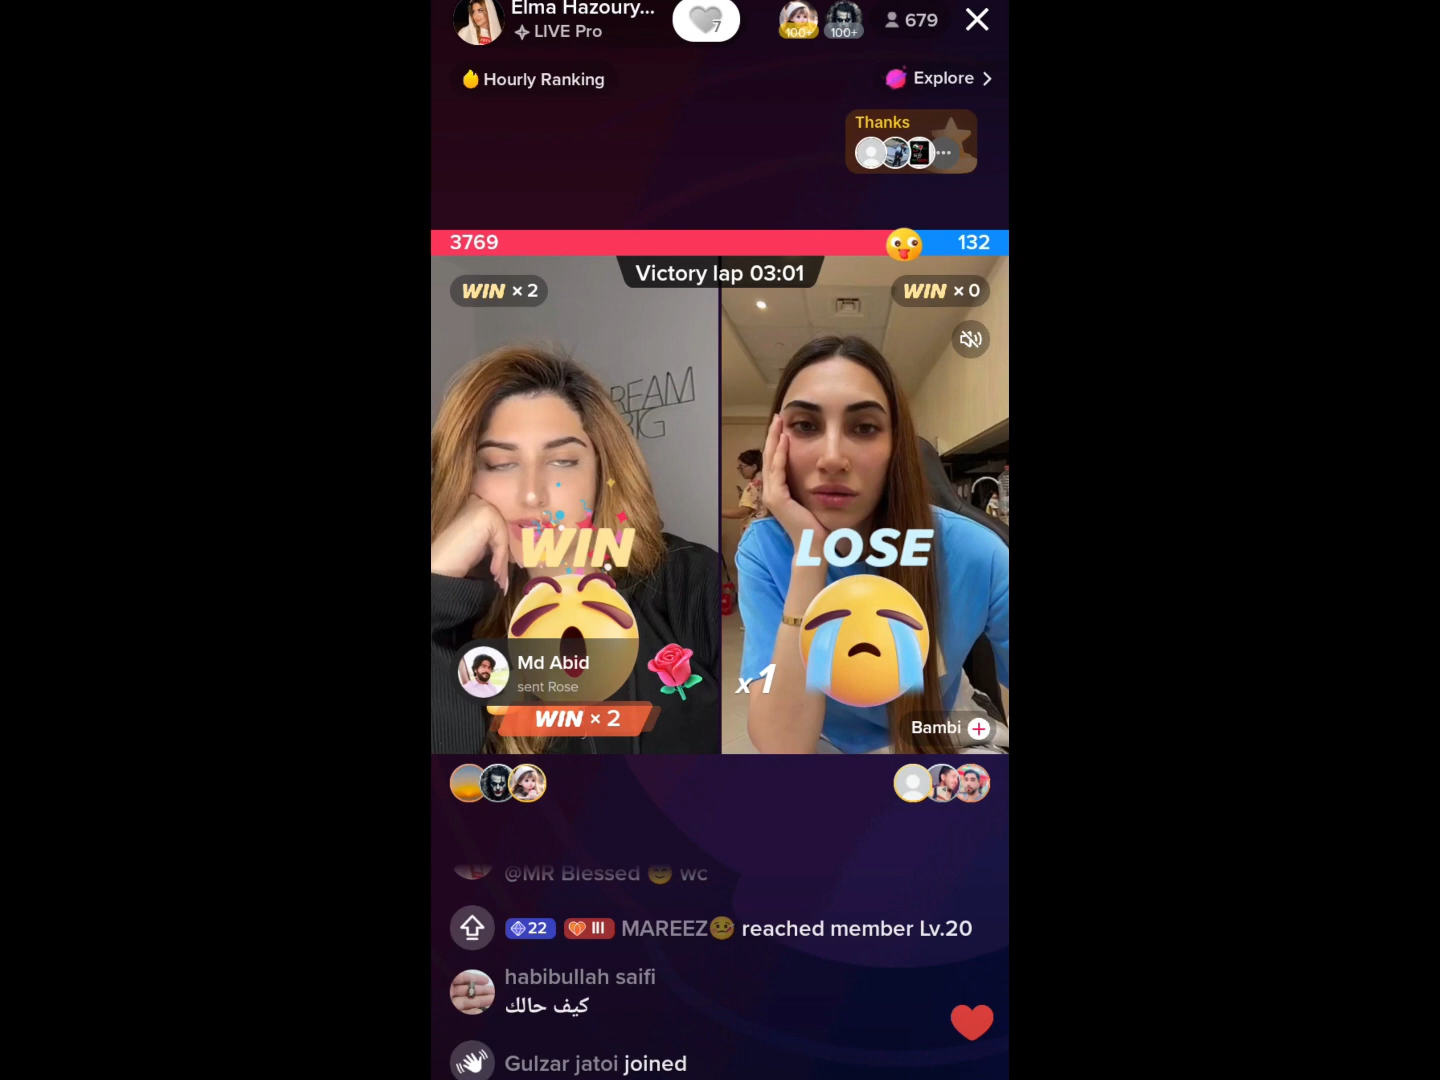 Elma Hazoury...
LIVE Pro
7
100+
100+
679
Hourly Ranking
Explore
Thanks
3769
132
Victory lap 03:01
WIN × 2
WIN × 0
WIN
LOSE
Md Abid
sent Rose
x1
WIN × 2
Bambi
@MR Blessed 😇 wc
22 III MAREEZ🤒 reached member Lv.20
habibullah saifi
كيف حالك
Gulzar jatoi joined